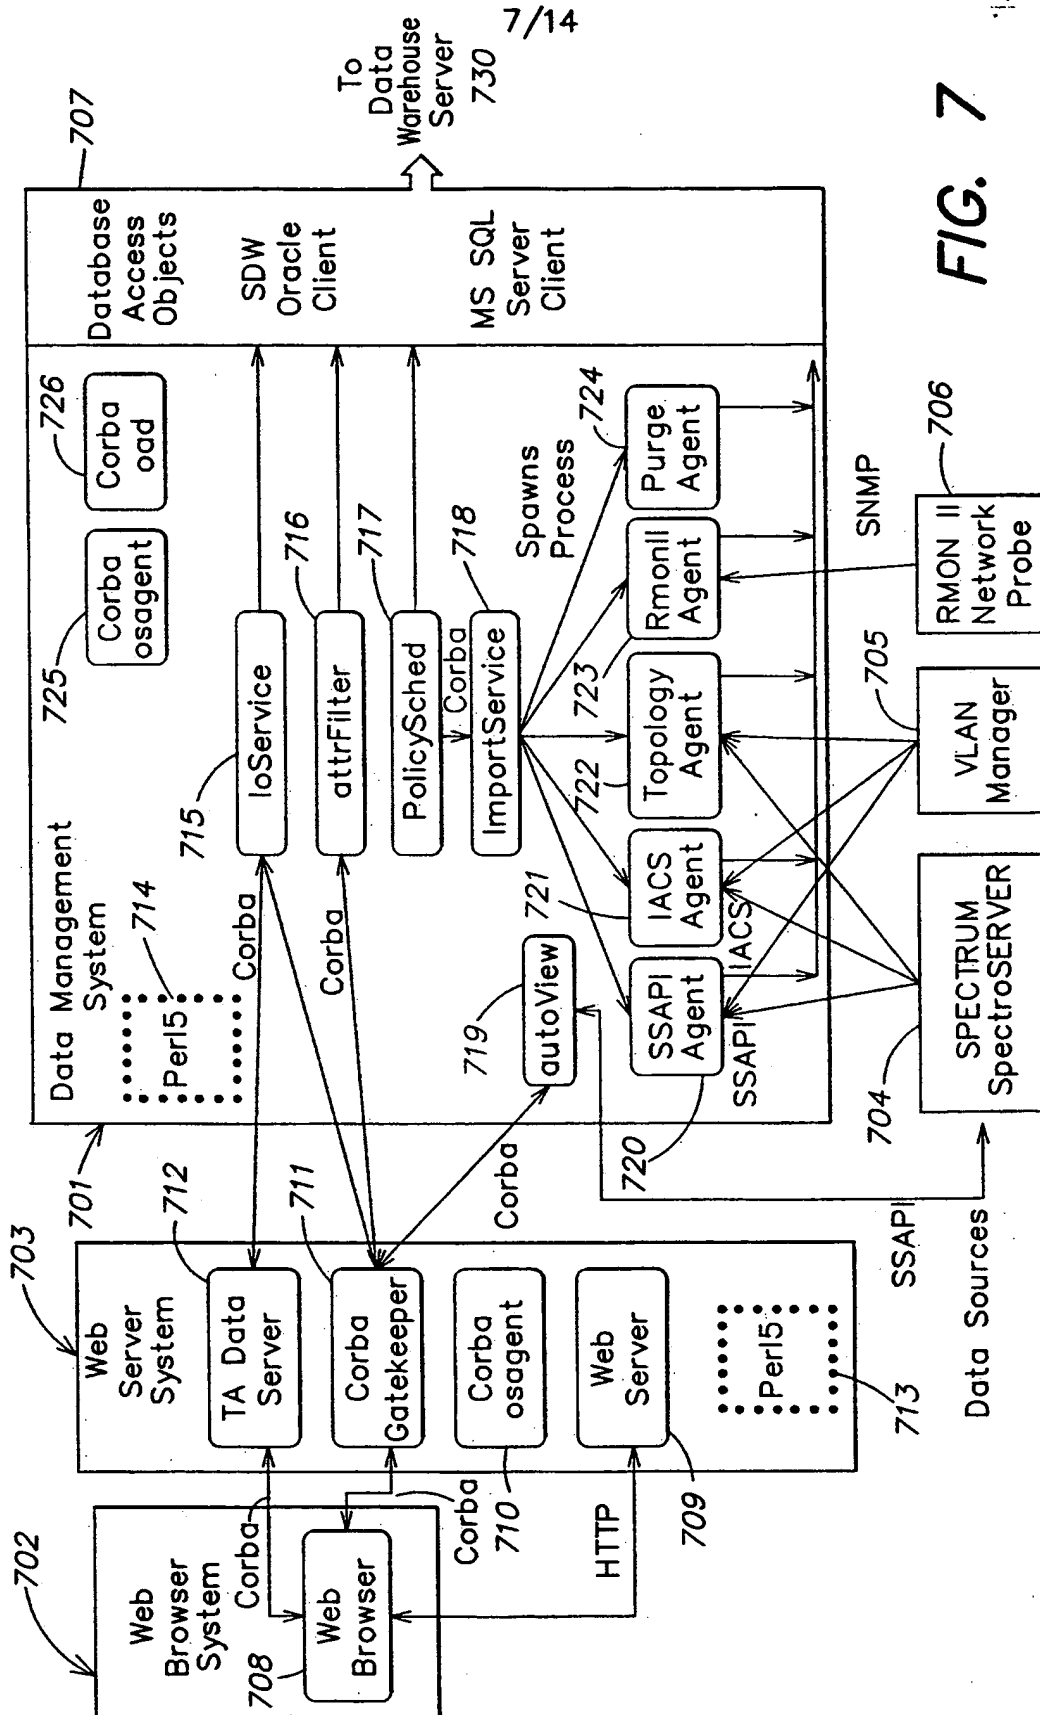 7/14
702
Web
Browser
System
708
Web
Browser
Corba
Corba
HTTP
703
Web
Server
System
712
TA Data
Server
711
Corba
Gatekeeper
710
Corba
osagent
709
Web
Server
713
Perl5
701
Data Management
System
714
Perl5
725
Corba
osagent
726
Corba
oad
Corba
715
IoService
Corba
716
attrFilter
717
PolicySched
Corba
718
ImportService
Corba
719
autoView
Spawns
Process
720
SSAPI
Agent
SSAPI
721
IACS
Agent
IACS
722
Topology
Agent
723
RmonII
Agent
724
Purge
Agent
SNMP
707
Database
Access
Objects
SDW
Oracle
Client
MS SQL
Server
Client
To
Data
Warehouse
Server
730
SSAPI
Data Sources
704
SPECTRUM
SpectroSERVER
705
VLAN
Manager
706
RMON II
Network
Probe
FIG. 7